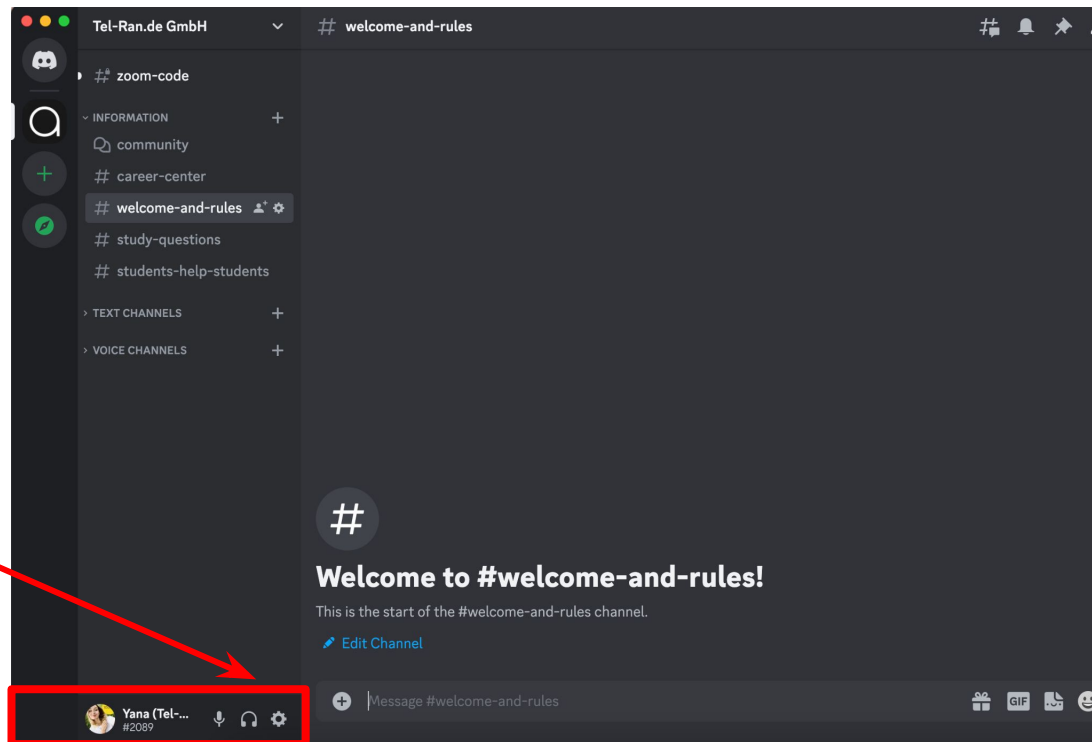 Tel-Ran.de GmbH
welcome-and-rules
zoom-code
INFORMATION
community
career-center
welcome-and-rules
study-questions
students-help-students
TEXT CHANNELS
VOICE CHANNELS
Welcome to #welcome-and-rules!
This is the start of the #welcome-and-rules channel.
Edit Channel
Message #welcome-and-rules
GIF
Yana (Tel-...
#2089